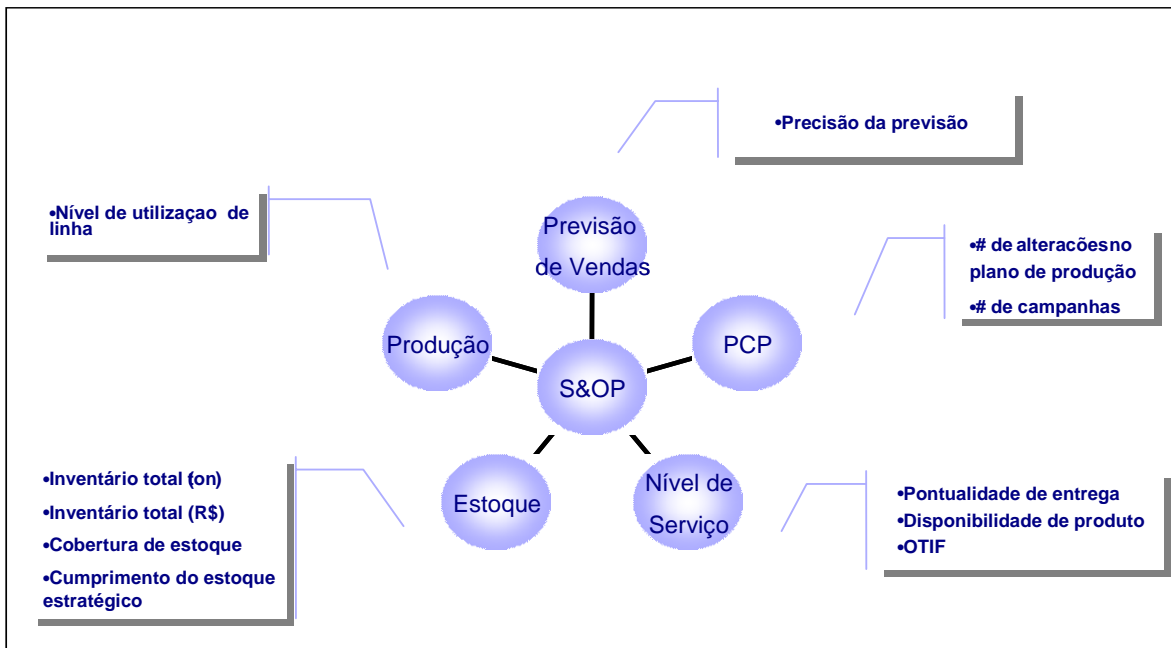 •Precisão da previsão
•Nível de utilizaçao de
linha
Previsão
de Vendas
•# de alteracõesno
plano de produção
•# de campanhas
Produção
PCP
S&OP
•Inventário total (on)
•Inventário total (R$)
•Cobertura de estoque
•Cumprimento do estoque
estratégico
Estoque
Nível de
Serviço
•Pontualidade de entrega
•Disponibilidade de produto
•OTIF